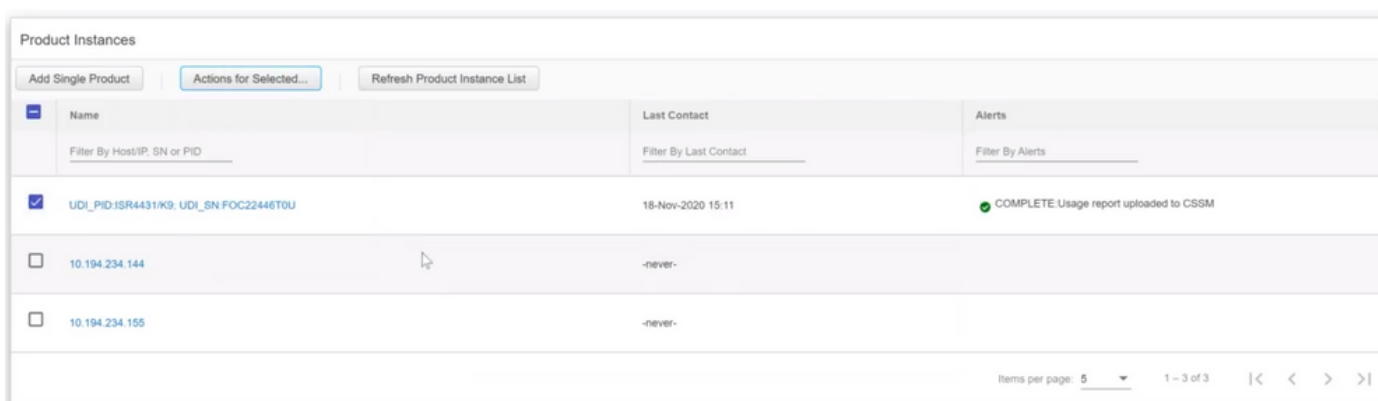 Product Instances
Add Single Product Actions for Selected... Refresh Product Instance List
Name Last Contact Alerts
Filter By Host/IP, SN or PID Filter By Last Contact Filter By Alerts
UDI_PID:ISR4431/K9; UDI_SN:FOC22446T0U 18-Nov-2020 15:11 COMPLETE:Usage report uploaded to CSSM
10.194.234.144 -never-
10.194.234.155 -never-
Items per page: 5 1 – 3 of 3